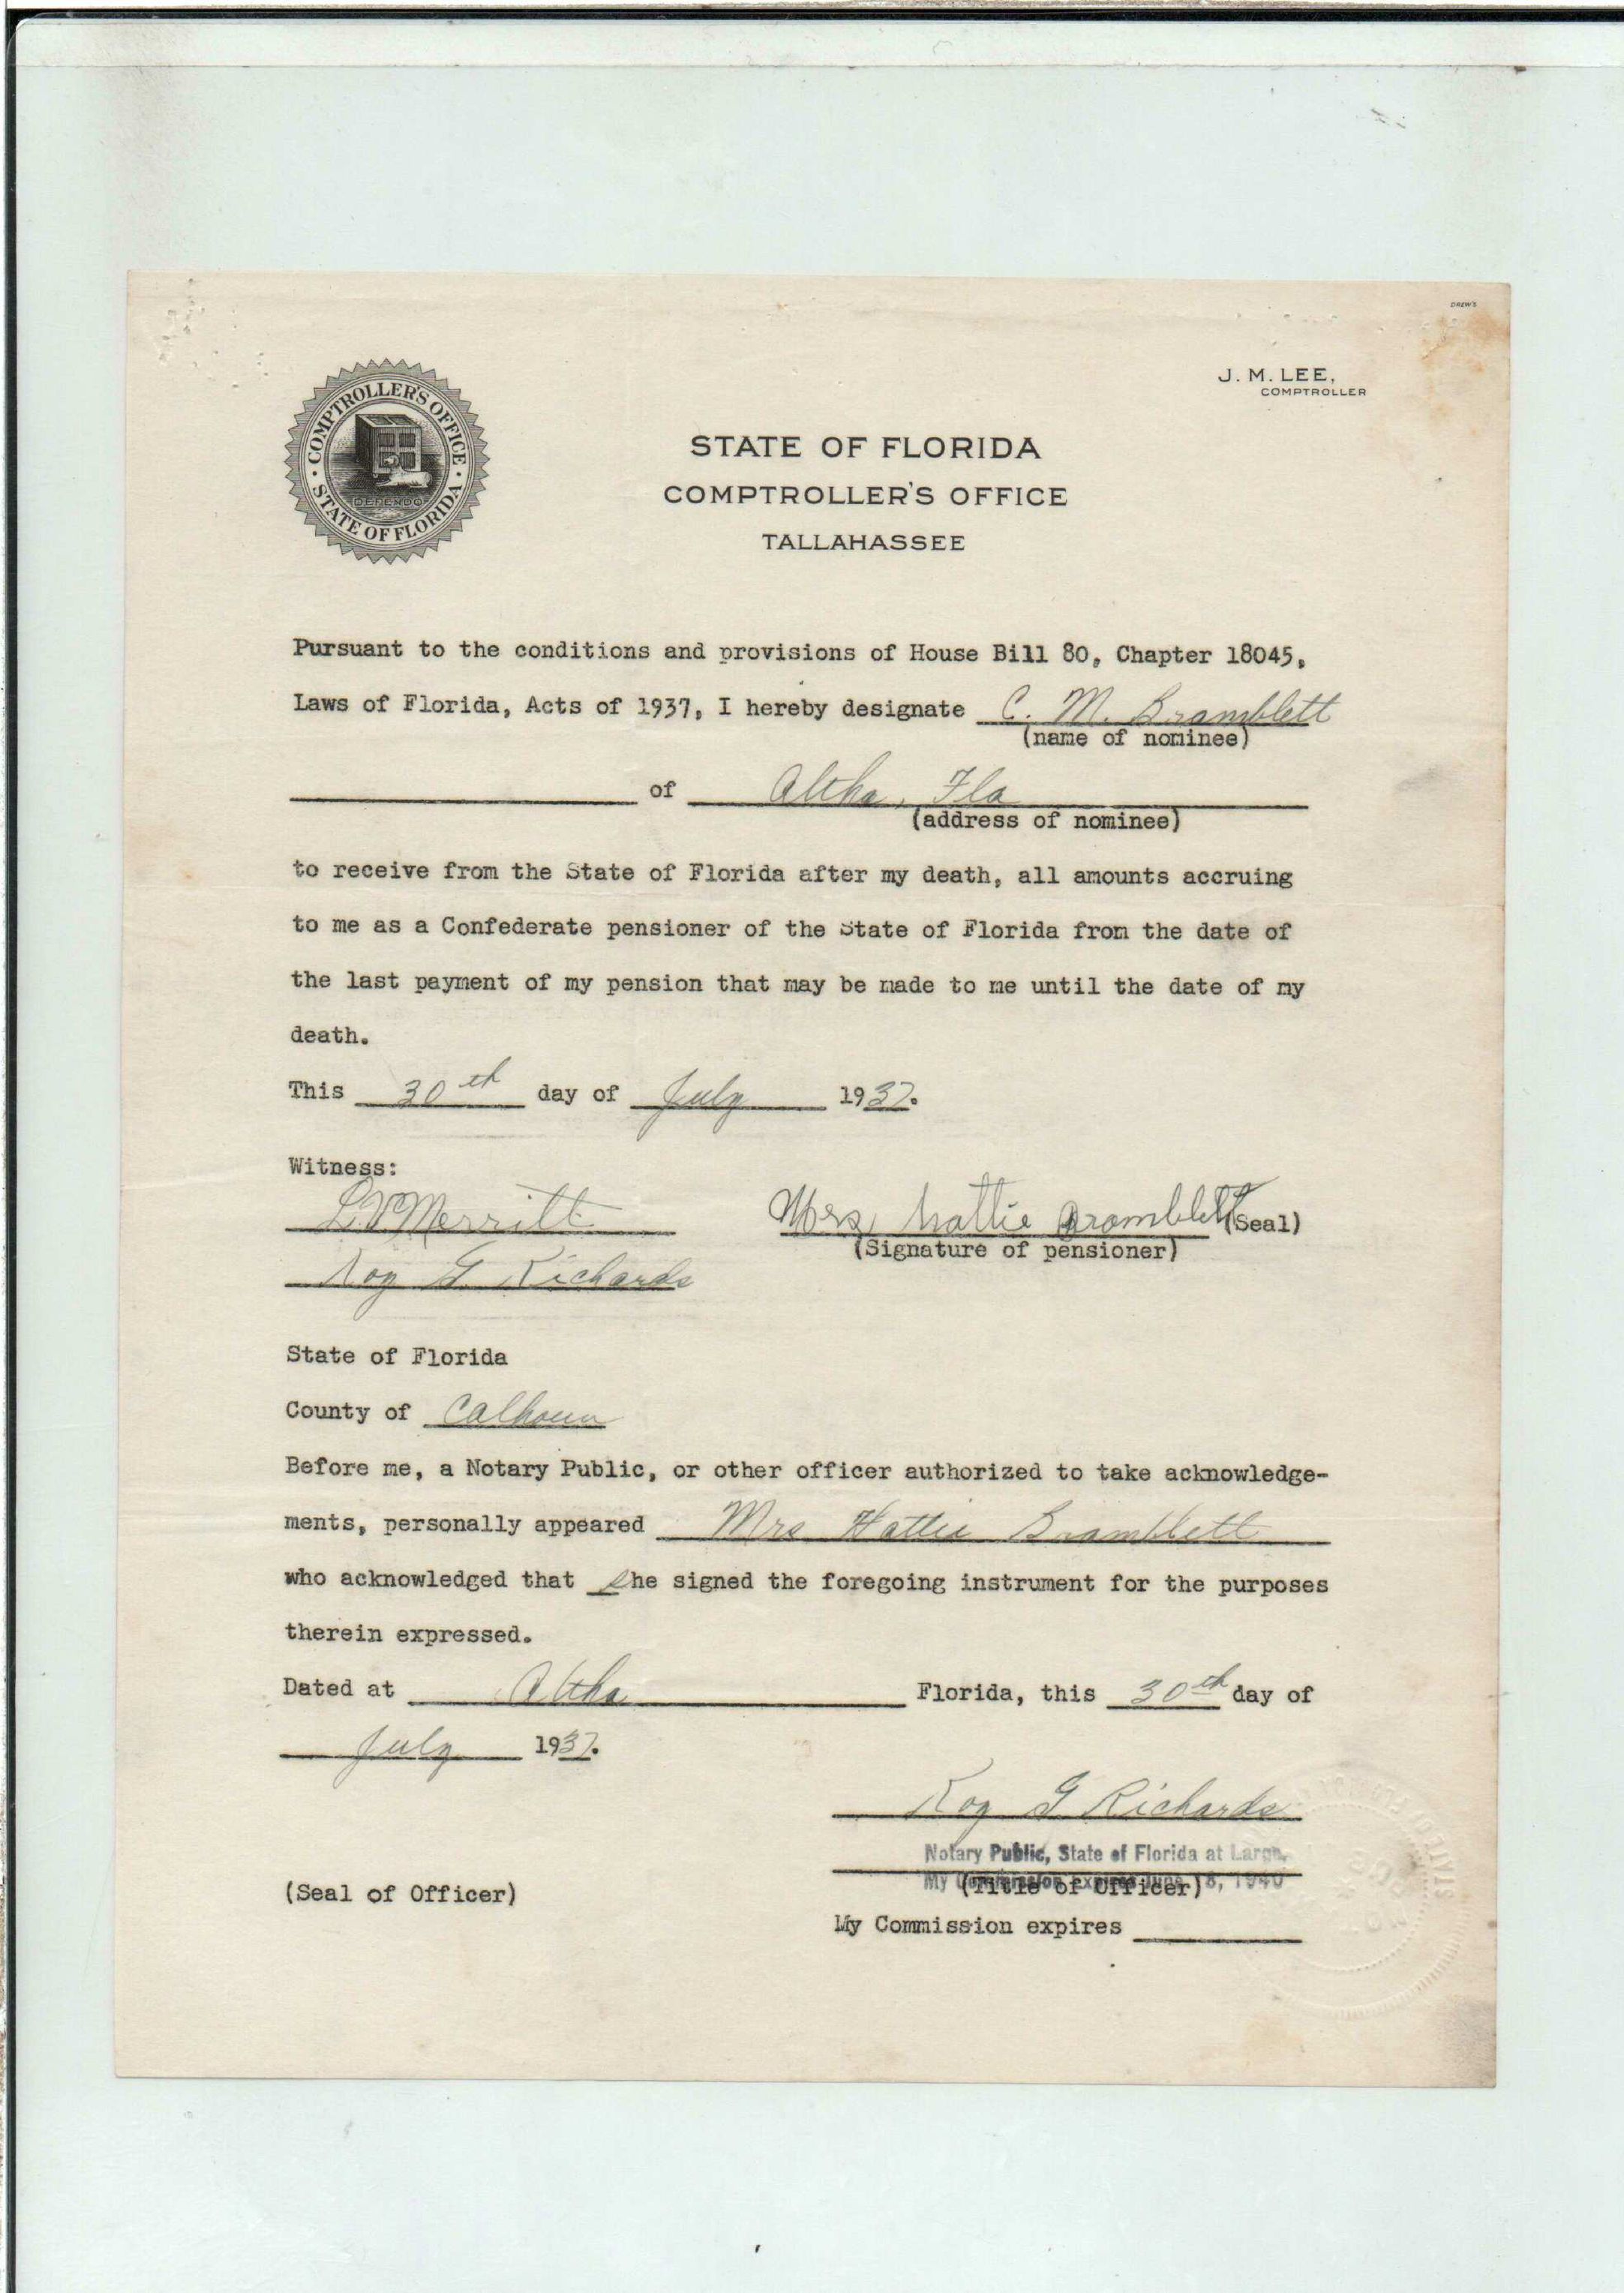 DREW'S
J. M. LEE,
COMPTROLLER
COMPTROLLER'S OFFICE
DEFENDO
STATE OF FLORIDA
STATE OF FLORIDA
COMPTROLLER'S OFFICE
TALLAHASSEE
Pursuant to the conditions and provisions of House Bill 80, Chapter 18045,
Laws of Florida, Acts of 1937, I hereby designate C. M. Bramblett
(name of nominee)
of Altha, Fla
(address of nominee)
to receive from the State of Florida after my death, all amounts accruing
to me as a Confederate pensioner of the State of Florida from the date of
the last payment of my pension that may be made to me until the date of my
death.
This 30th day of July 1937.
Witness:
L.V. Merritt Mrs Hattie Bramblett (Seal)
(Signature of pensioner)
Roy G Richards
State of Florida
County of Calhoun
Before me, a Notary Public, or other officer authorized to take acknowledge-
ments, personally appeared Mrs Hattie Bramblett
who acknowledged that She signed the foregoing instrument for the purposes
therein expressed.
Dated at Altha Florida, this 30th day of
July 1937.
Roy G Richards
Notary Public, State of Florida at Large.
My Commission Expires June 8, 1940
(Seal of Officer) (Title of Officer)
My Commission expires